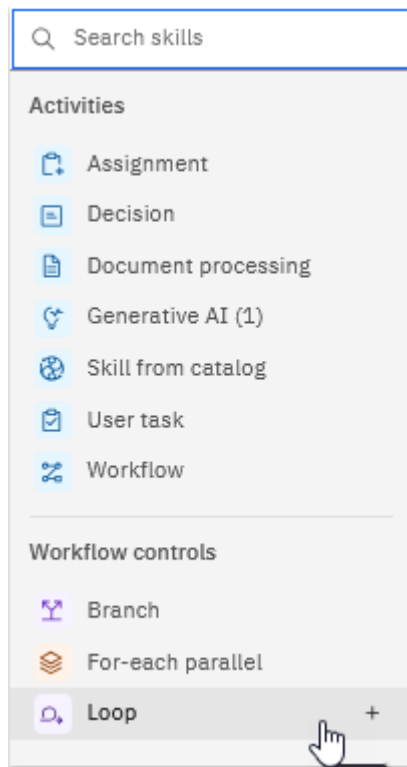 Search skills
Activities
Assignment
Decision
Document processing
Generative AI (1)
Skill from catalog
User task
Workflow
Workflow controls
Branch
For-each parallel
Loop +